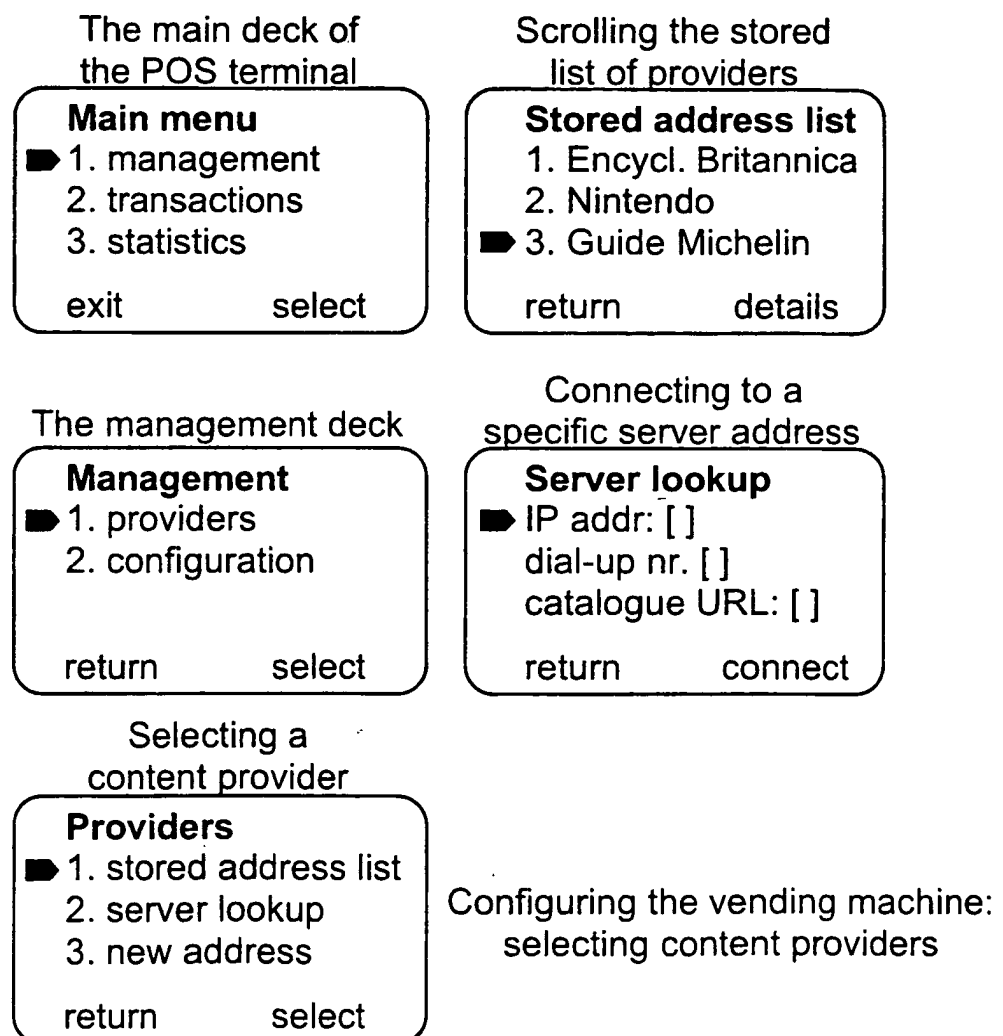 The main deck of
the POS terminal
Main menu
1. management
2. transactions
3. statistics
exit select
Scrolling the stored
list of providers
Stored address list
1. Encycl. Britannica
2. Nintendo
3. Guide Michelin
return details
The management deck
Management
1. providers
2. configuration
return select
Connecting to a
specific server address
Server lookup
IP addr: [ ]
dial-up nr. [ ]
catalogue URL: [ ]
return connect
Selecting a
content provider
Providers
1. stored address list
2. server lookup
3. new address
return select
Configuring the vending machine:
selecting content providers